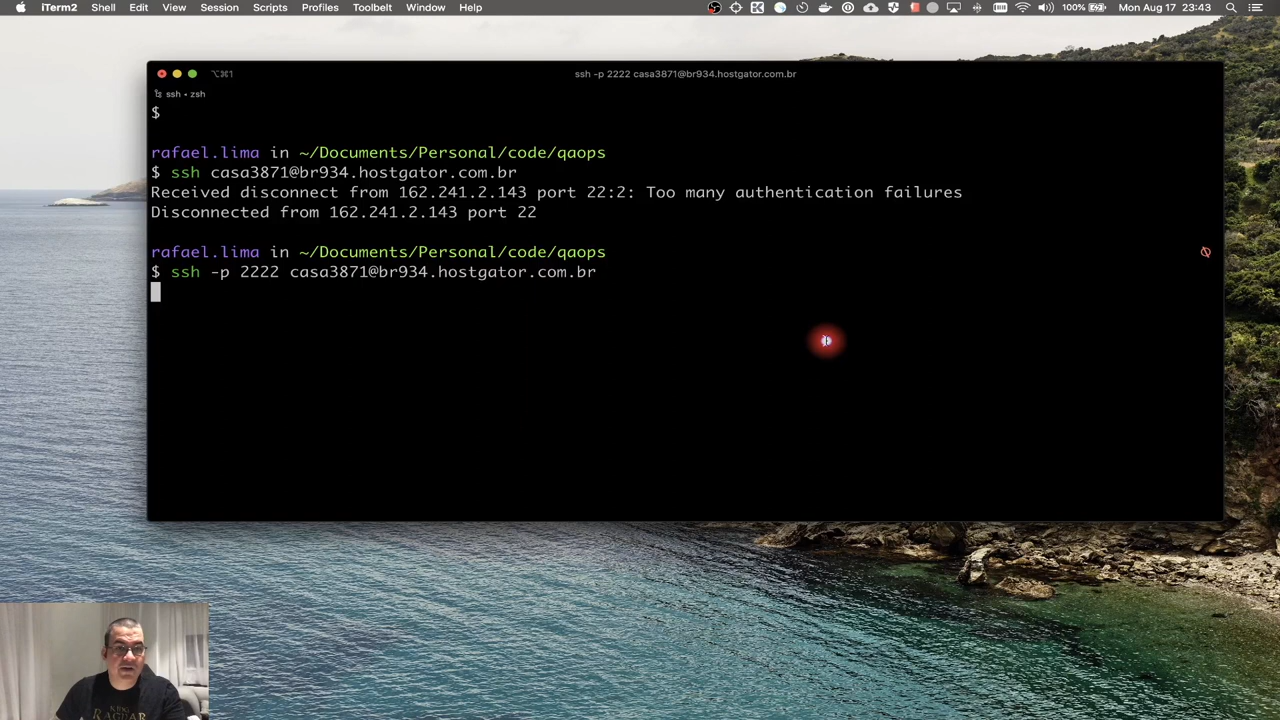 iTerm2 Shell Edit View Session Scripts Profiles Toolbelt Window Help 100% Mon Aug 17 23:43
⌥⌘1 ssh -p 2222 casa3871@br934.hostgator.com.br
ssh • zsh
$
rafael.lima in ~/Documents/Personal/code/qaops
$ ssh casa3871@br934.hostgator.com.br
Received disconnect from 162.241.2.143 port 22:2: Too many authentication failures
Disconnected from 162.241.2.143 port 22
rafael.lima in ~/Documents/Personal/code/qaops
$ ssh -p 2222 casa3871@br934.hostgator.com.br
RAGNAR